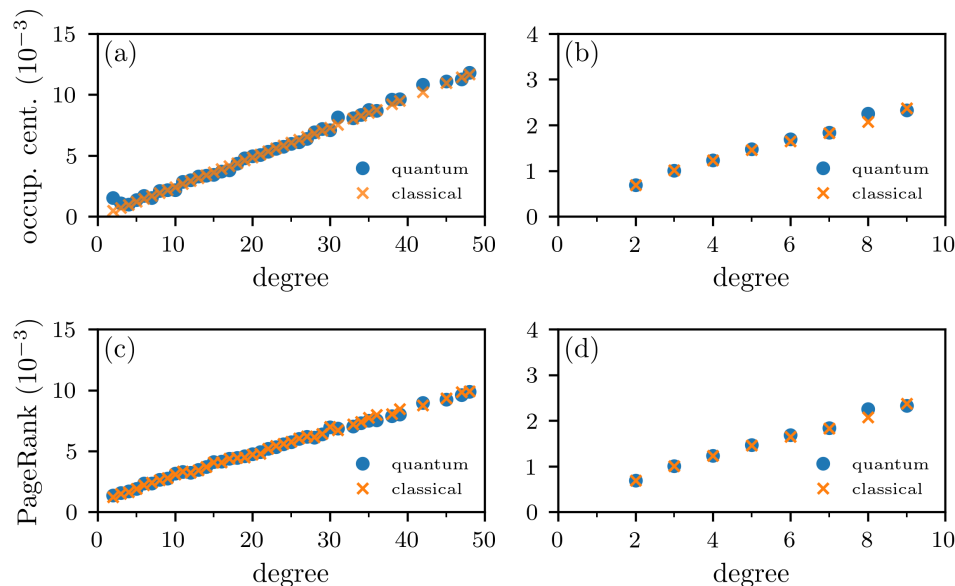 occup. cent. (10⁻³)
15
10
5
0
(a)
quantum
classical
0 10 20 30 40 50
degree
4
3
2
1
0
(b)
quantum
classical
0 2 4 6 8 10
degree
PageRank (10⁻³)
15
10
5
0
(c)
quantum
classical
0 10 20 30 40 50
degree
4
3
2
1
0
(d)
quantum
classical
0 2 4 6 8 10
degree